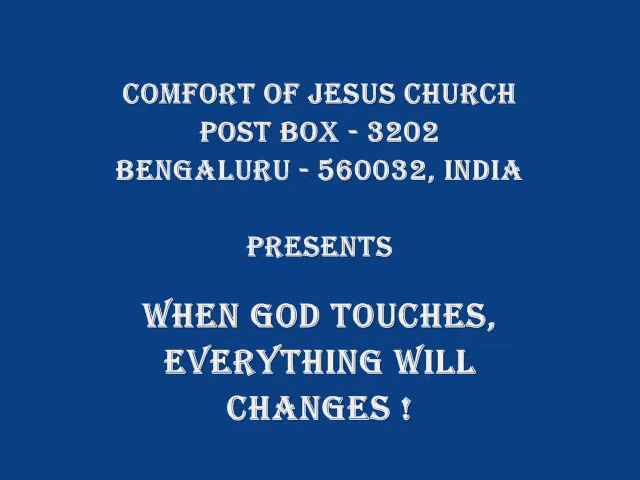 COMFORT OF JESUS CHURCH
POST BOX - 3202
BENGALURU - 560032, INDIA
PRESENTS
WHEN GOD TOUCHES,
EVERYTHING WILL
CHANGES !